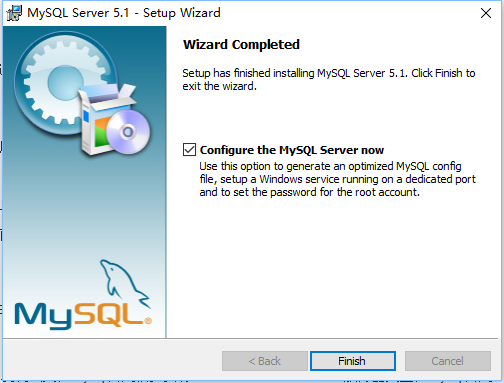 MySQL Server 5.1 - Setup Wizard
Wizard Completed
Setup has finished installing MySQL Server 5.1. Click Finish to
exit the wizard.
Configure the MySQL Server now
Use this option to generate an optimized MySQL config
file, setup a Windows service running on a dedicated port
and to set the password for the root account.
MySQL®
< Back
Finish
Cancel